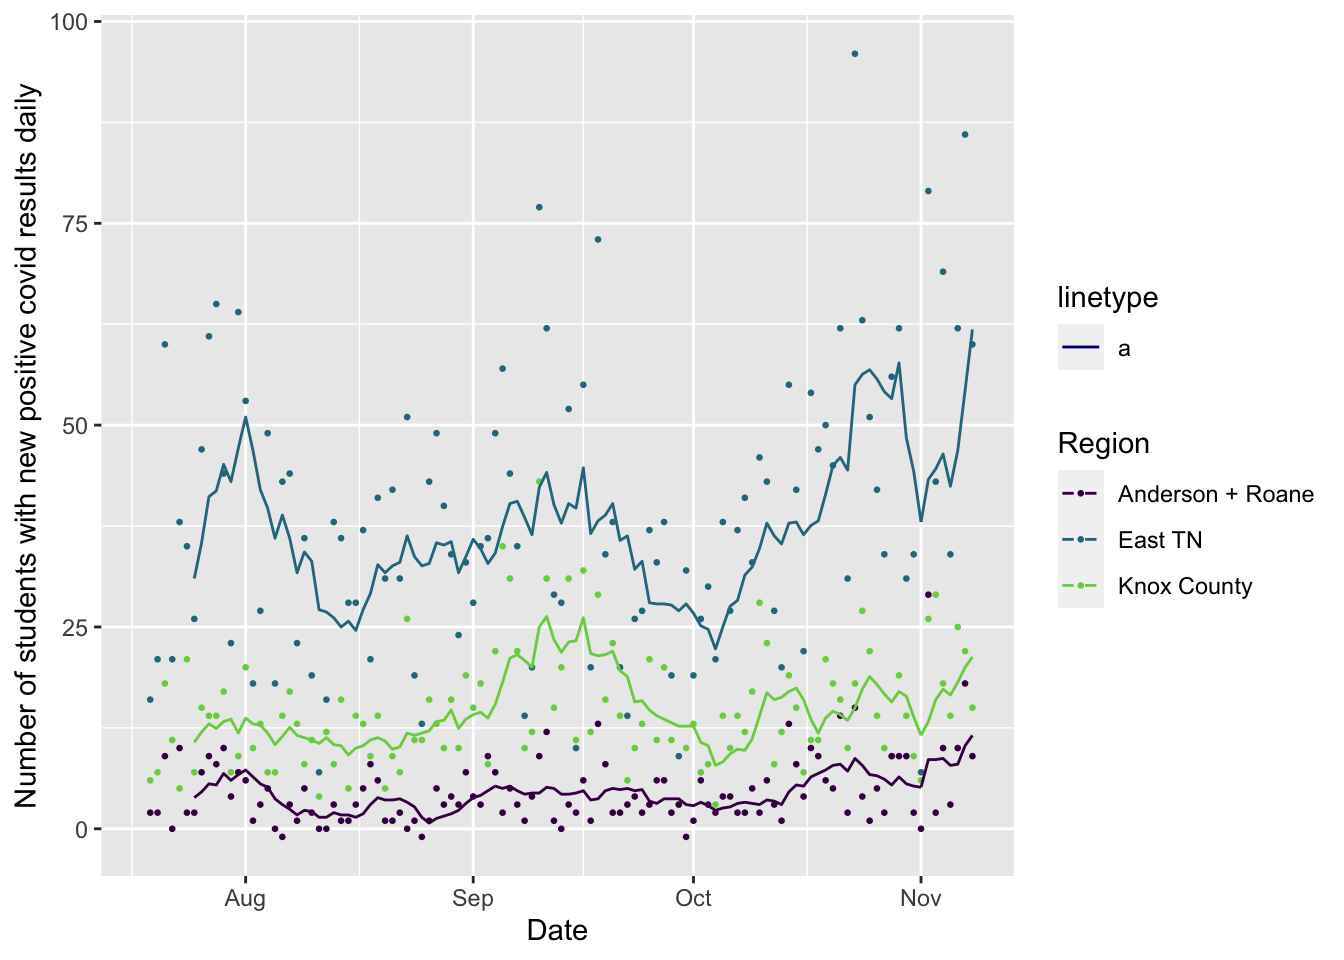 Number of students with new positive covid results daily
100
75
50
25
0
Aug
Sep
Oct
Nov
Date
linetype
a
Region
Anderson + Roane
East TN
Knox County